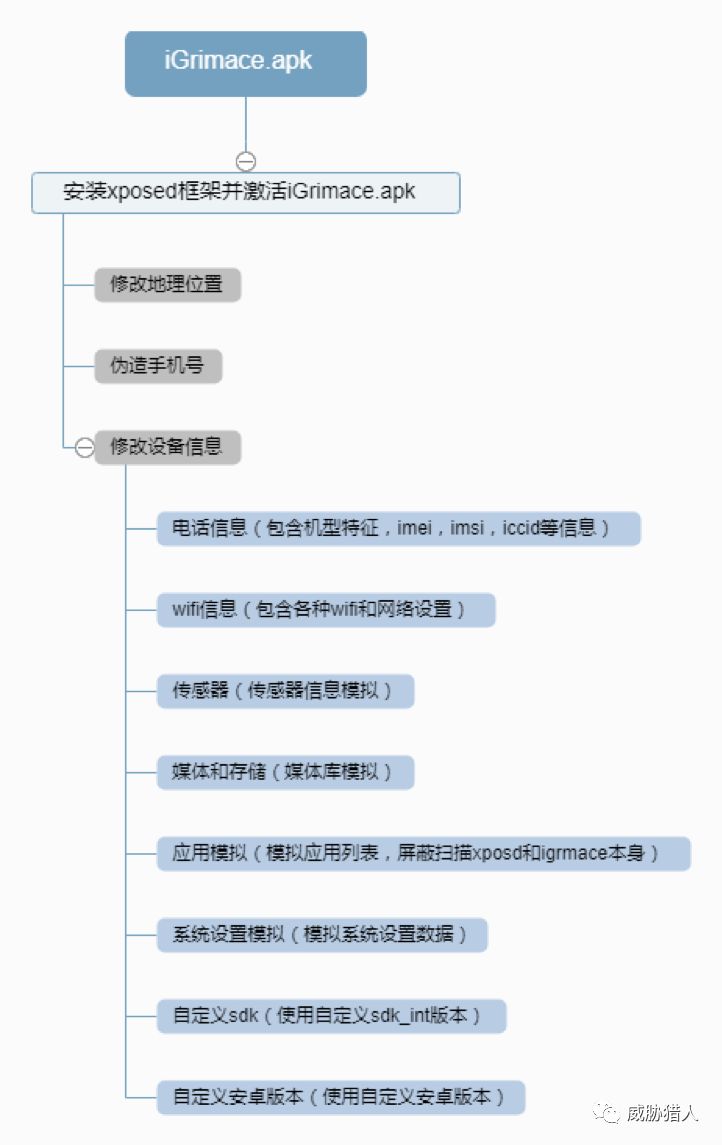 iGrimace.apk
安装xposed框架并激活iGrimace.apk
修改地理位置
伪造手机号
修改设备信息
电话信息（包含机型特征，imei，imsi，iccid等信息）
wifi信息（包含各种wifi和网络设置）
传感器（传感器信息模拟）
媒体和存储（媒体库模拟）
应用模拟（模拟应用列表，屏蔽扫描xposd和igrmace本身）
系统设置模拟（模拟系统设置数据）
自定义sdk（使用自定义sdk_int版本）
自定义安卓版本（使用自定义安卓版本）
威胁猎人